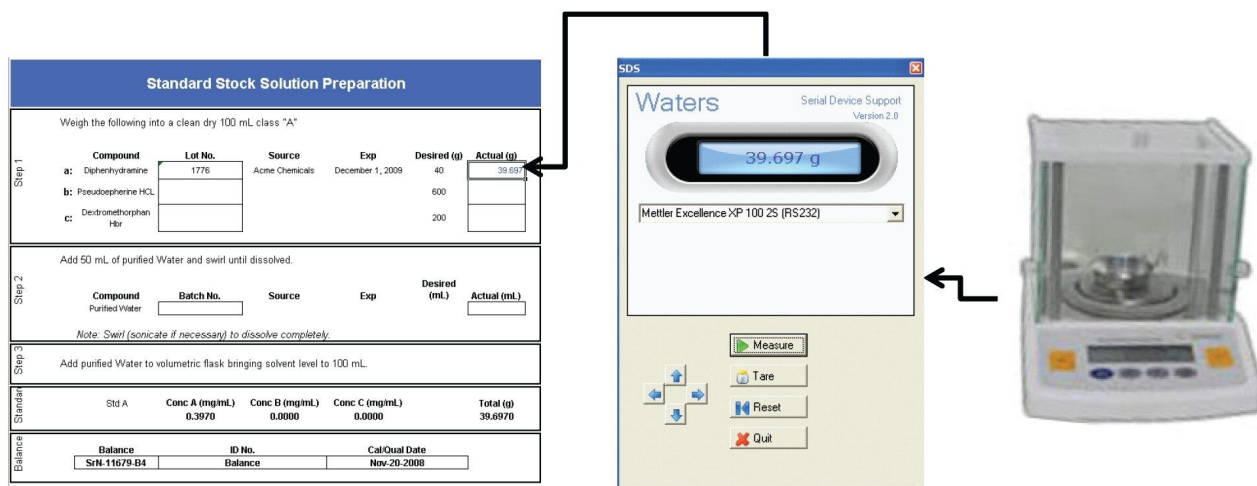 Standard Stock Solution Preparation
Step 1
Weigh the following into a clean dry 100 mL class "A"
Compound Lot No. Source Exp Desired (g) Actual (g)
a: Diphenhydramine 1776 Acme Chemicals December 1, 2009 40 39.697
b: Pseudoepherine HCL 600
c: Dextromethorphan Hbr 200
Step 2
Add 50 mL of purified Water and swirl until dissolved.
Compound Batch No. Source Exp Desired (mL) Actual (mL)
Purified Water
Note: Swirl (sonicate if necessary) to dissolve completely.
Step 3
Add purified Water to volumetric flask bringing solvent level to 100 mL.
Standard
Std A Conc A (mg/mL) Conc B (mg/mL) Conc C (mg/mL) Total (g)
0.3970 0.0000 0.0000 39.6970
Balance
Balance ID No. Cal/Qual Date
SrN-11679-B4 Balance Nov-20-2008
SDS
Waters
Serial Device Support
Version 2.0
39.697 g
Mettler Excellence XP 100 2S (RS232)
Measure
Tare
Reset
Quit